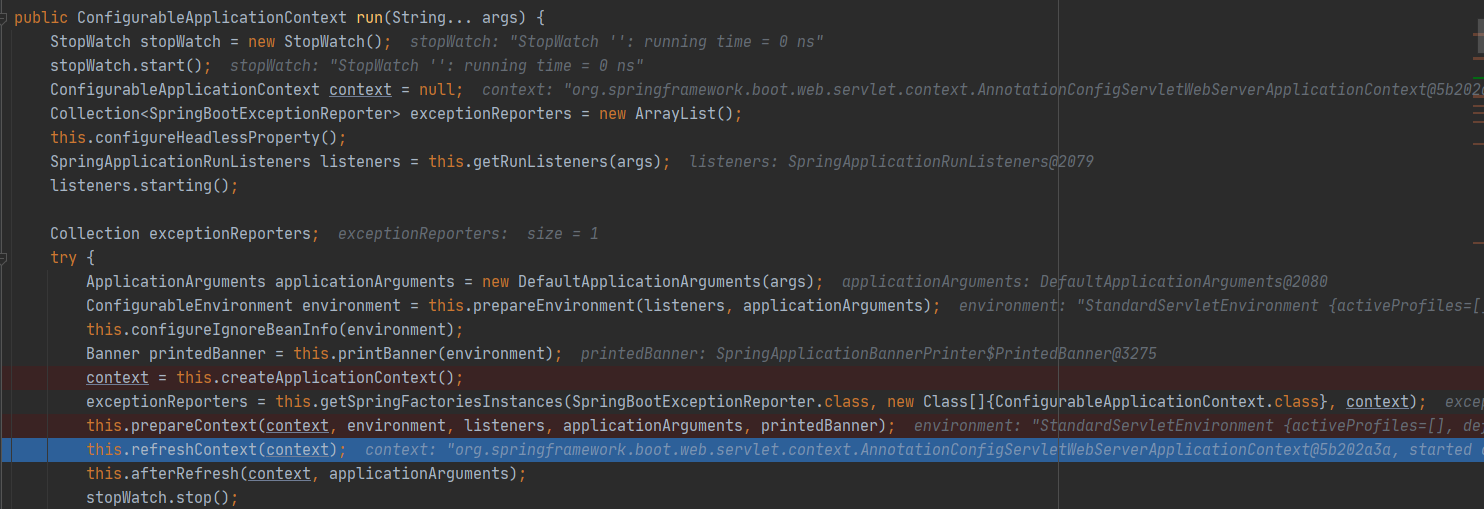 public ConfigurableApplicationContext run(String... args) {
StopWatch stopWatch = new StopWatch(); stopWatch: "StopWatch '': running time = 0 ns"
stopWatch.start(); stopWatch: "StopWatch '': running time = 0 ns"
ConfigurableApplicationContext context = null; context: "org.springframework.boot.web.servlet.context.AnnotationConfigServletWebServerApplicationContext@5b202a
Collection<SpringBootExceptionReporter> exceptionReporters = new ArrayList();
this.configureHeadlessProperty();
SpringApplicationRunListeners listeners = this.getRunListeners(args); listeners: SpringApplicationRunListeners@2079
listeners.starting();
Collection exceptionReporters; exceptionReporters: size = 1
try {
ApplicationArguments applicationArguments = new DefaultApplicationArguments(args); applicationArguments: DefaultApplicationArguments@2080
ConfigurableEnvironment environment = this.prepareEnvironment(listeners, applicationArguments); environment: "StandardServletEnvironment {activeProfiles=[]
this.configureIgnoreBeanInfo(environment);
Banner printedBanner = this.printBanner(environment); printedBanner: SpringApplicationBannerPrinter$PrintedBanner@3275
context = this.createApplicationContext();
exceptionReporters = this.getSpringFactoriesInstances(SpringBootExceptionReporter.class, new Class[]{ConfigurableApplicationContext.class}, context); excep
this.prepareContext(context, environment, listeners, applicationArguments, printedBanner); environment: "StandardServletEnvironment {activeProfiles=[], de
this.refreshContext(context); context: "org.springframework.boot.web.servlet.context.AnnotationConfigServletWebServerApplicationContext@5b202a3a, started
this.afterRefresh(context, applicationArguments);
stopWatch.stop();